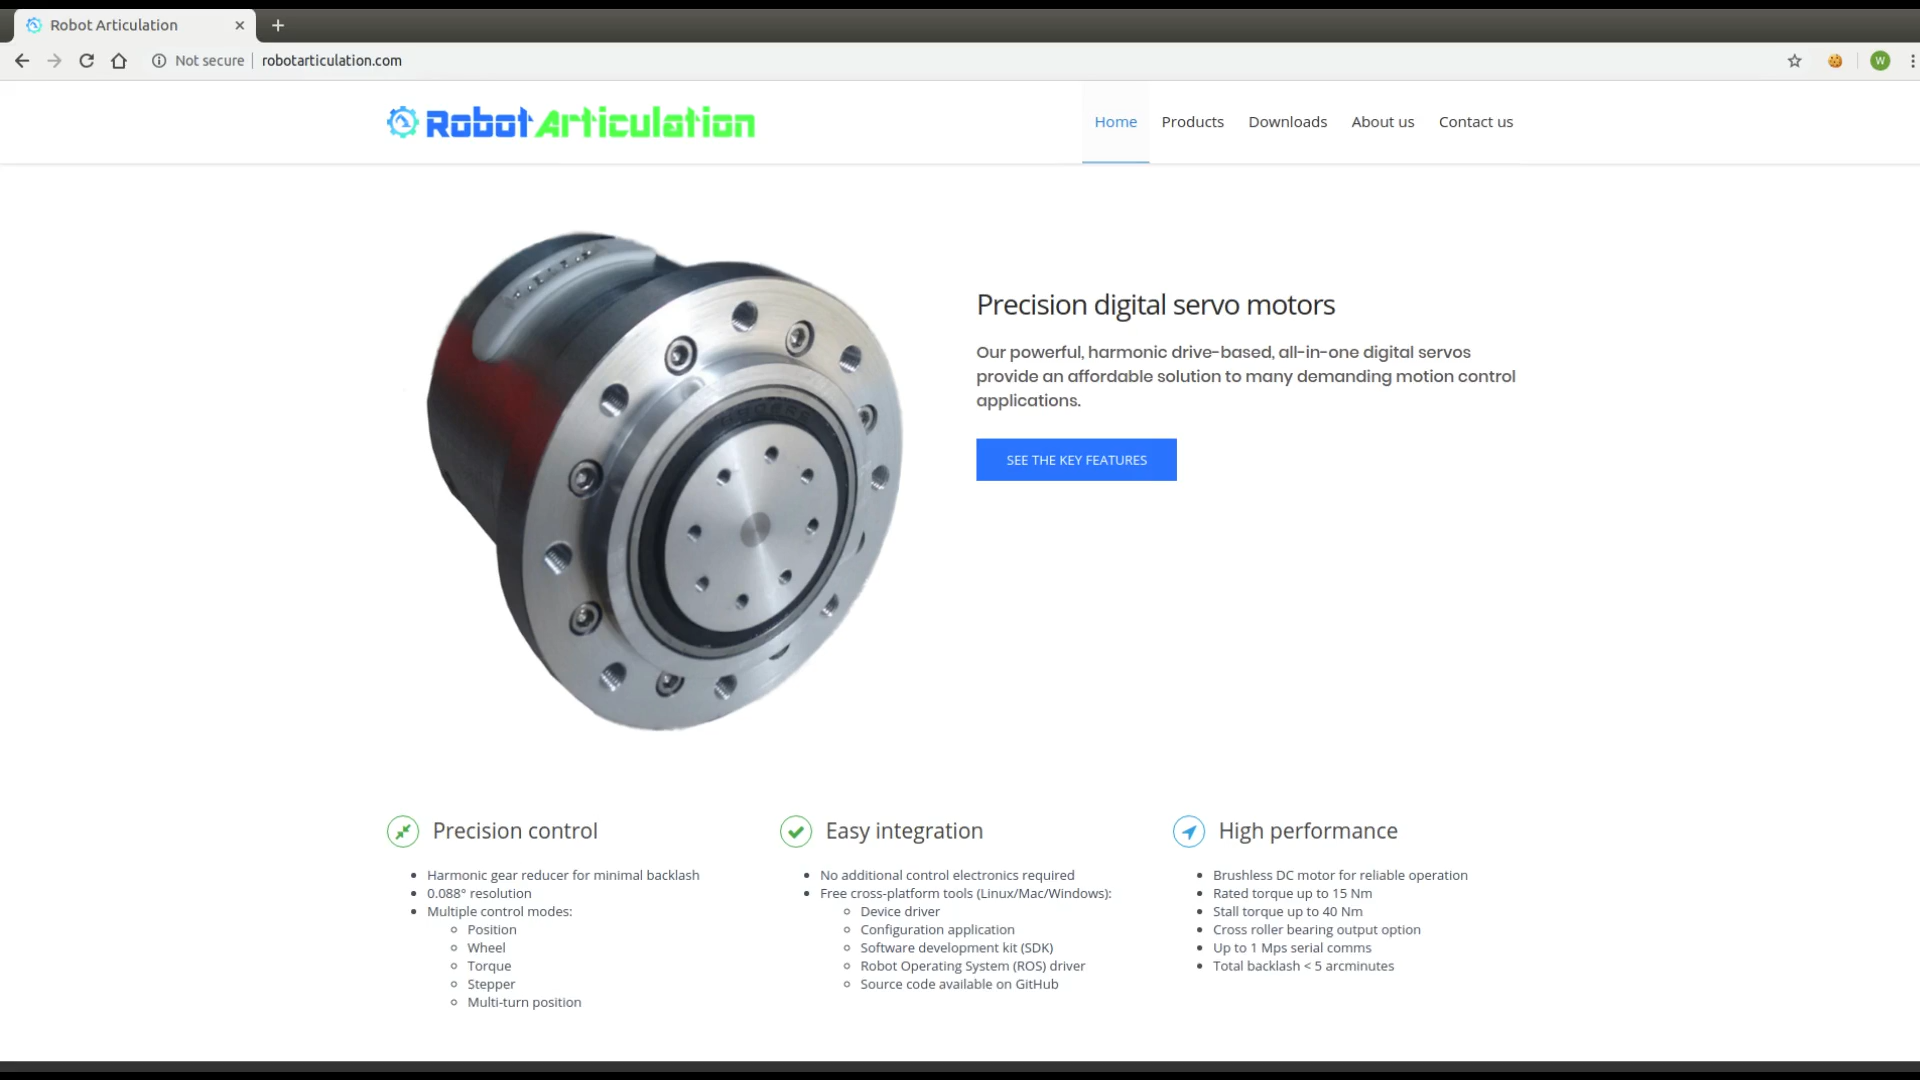 Robot Articulation
Not secure
robotarticulation.com
W
Robot Articulation
Home
Products
Downloads
About us
Contact us
Precision digital servo motors
Our powerful, harmonic drive-based, all-in-one digital servos
provide an affordable solution to many demanding motion control
applications.
SEE THE KEY FEATURES
Precision control
Harmonic gear reducer for minimal backlash
0.088° resolution
Multiple control modes:
Position
Wheel
Torque
Stepper
Multi-turn position
Easy integration
No additional control electronics required
Free cross-platform tools (Linux/Mac/Windows):
Device driver
Configuration application
Software development kit (SDK)
Robot Operating System (ROS) driver
Source code available on GitHub
High performance
Brushless DC motor for reliable operation
Rated torque up to 15 Nm
Stall torque up to 40 Nm
Cross roller bearing output option
Up to 1 Mps serial comms
Total backlash < 5 arcminutes